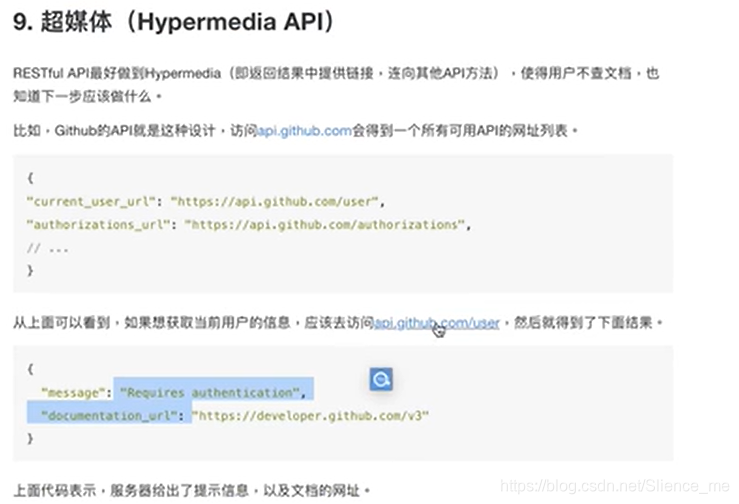 9. 超媒体（Hypermedia API）
RESTful API最好做到Hypermedia（即返回结果中提供链接，连向其他API方法），使得用户不查文档，也
知道下一步应该做什么。
比如，Github的API就是这种设计，访问api.github.com会得到一个所有可用API的网址列表。
{
"current_user_url": "https://api.github.com/user",
"authorizations_url": "https://api.github.com/authorizations",
// ...
}
从上面可以看到，如果想获取当前用户的信息，应该去访问api.github.com/user，然后就得到了下面结果。
{
"message": "Requires authentication",
"documentation_url": "https://developer.github.com/v3"
}
上面代码表示，服务器给出了提示信息，以及文档的网址。
https://blog.csdn.net/Slience_me